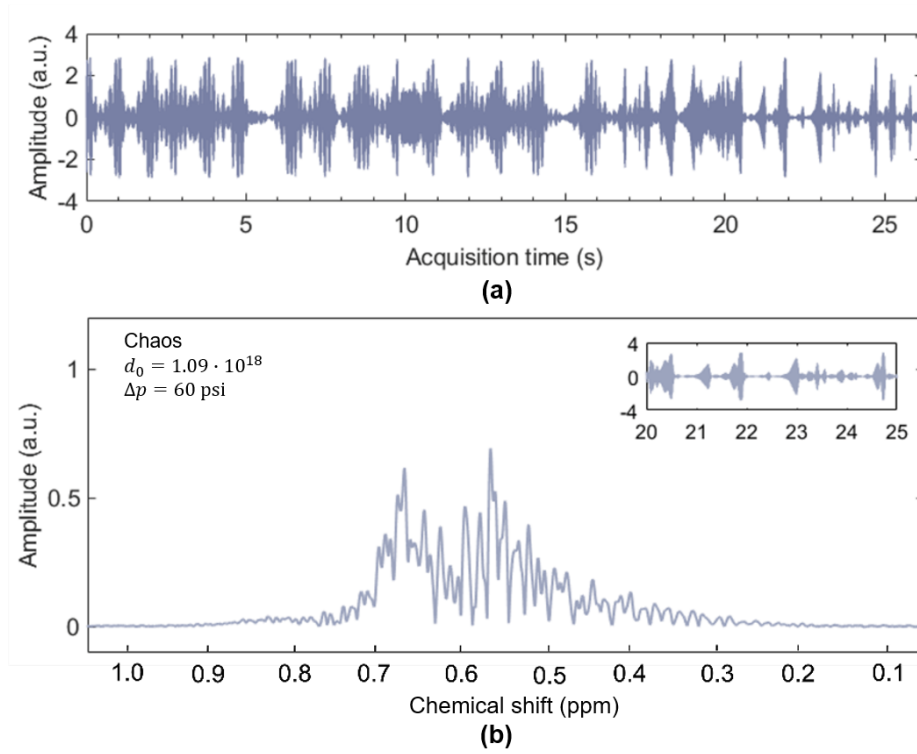 4
2
0
-2
-4
Amplitude (a.u.)
0 5 10 15 20 25
Acquisition time (s)
(a)
Chaos
𝑑₀ = 1.09 · 10¹⁸
Δ𝑝 = 60 psi
4
0
-4
20 21 22 23 24 25
1
0.5
0
Amplitude (a.u.)
1.0 0.9 0.8 0.7 0.6 0.5 0.4 0.3 0.2 0.1
Chemical shift (ppm)
(b)